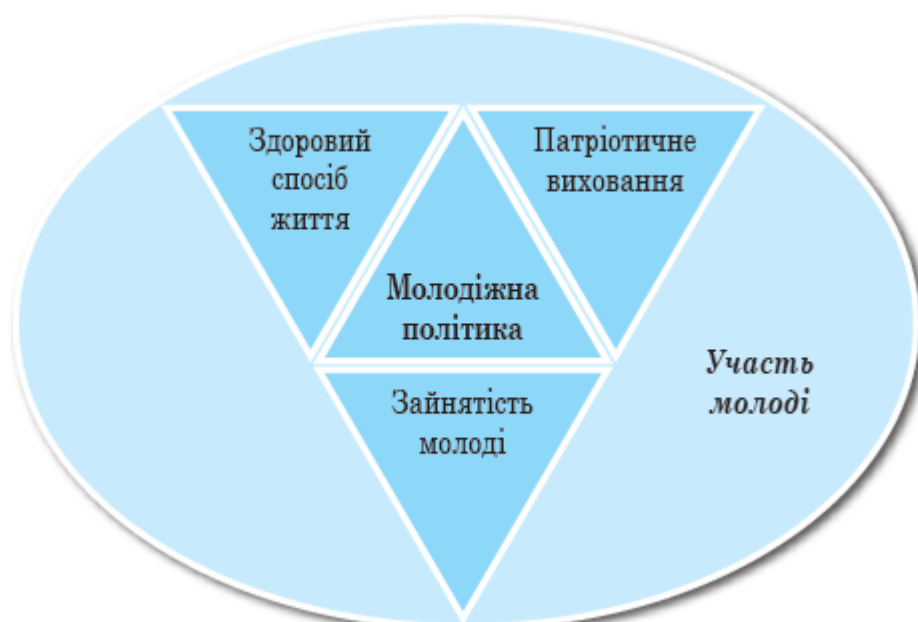 Здоровий
спосіб
життя
Патріотичне
виховання
Молодіжна
політика
Зайнятість
молоді
Участь
молоді